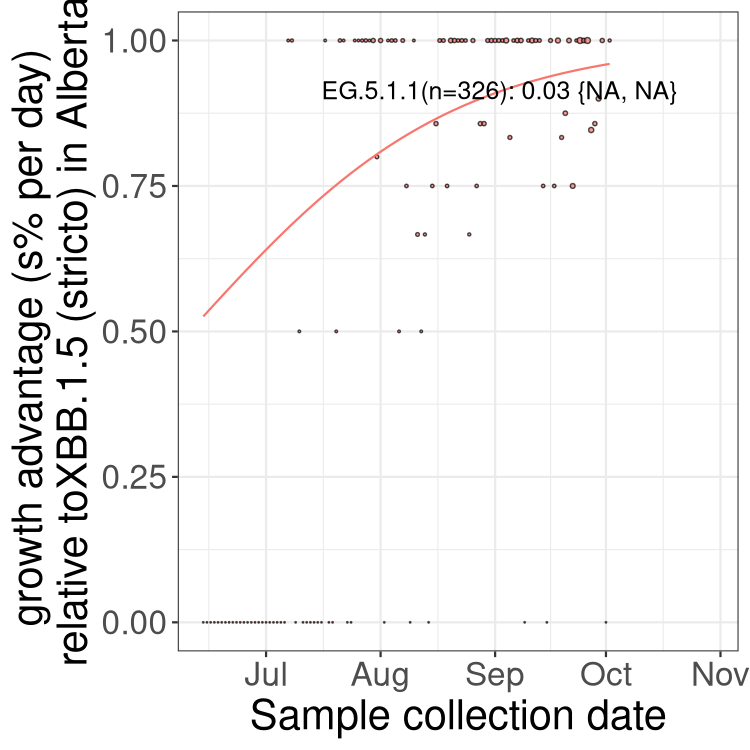 growth advantage (s% per day)
relative toXBB.1.5 (stricto) in Alberta
1.00
0.75
0.50
0.25
0.00
EG.5.1.1(n=326): 0.03 {NA, NA}
Jul Aug Sep Oct Nov
Sample collection date